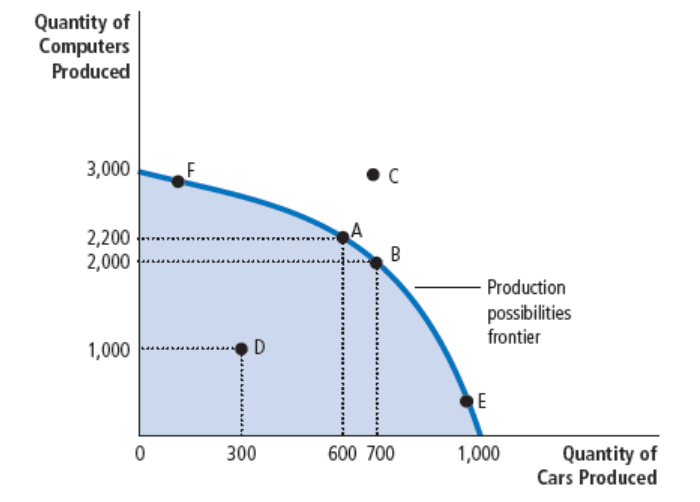 Quantity of
Computers
Produced
3,000
F
C
2,200
A
2,000
B
Production
possibilities
frontier
1,000
D
E
0
300
600
700
1,000
Quantity of
Cars Produced